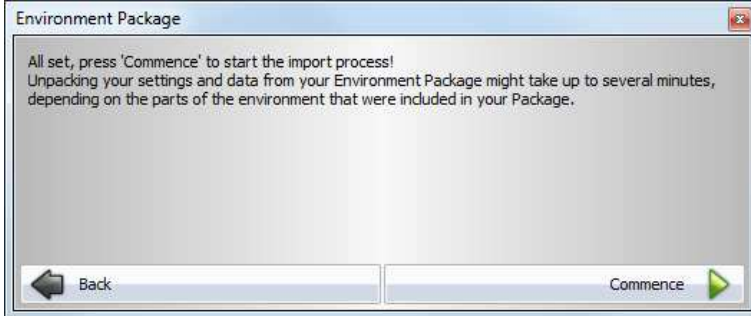 Environment Package
All set, press 'Commence' to start the import process!
Unpacking your settings and data from your Environment Package might take up to several minutes,
depending on the parts of the environment that were included in your Package.
Back
Commence